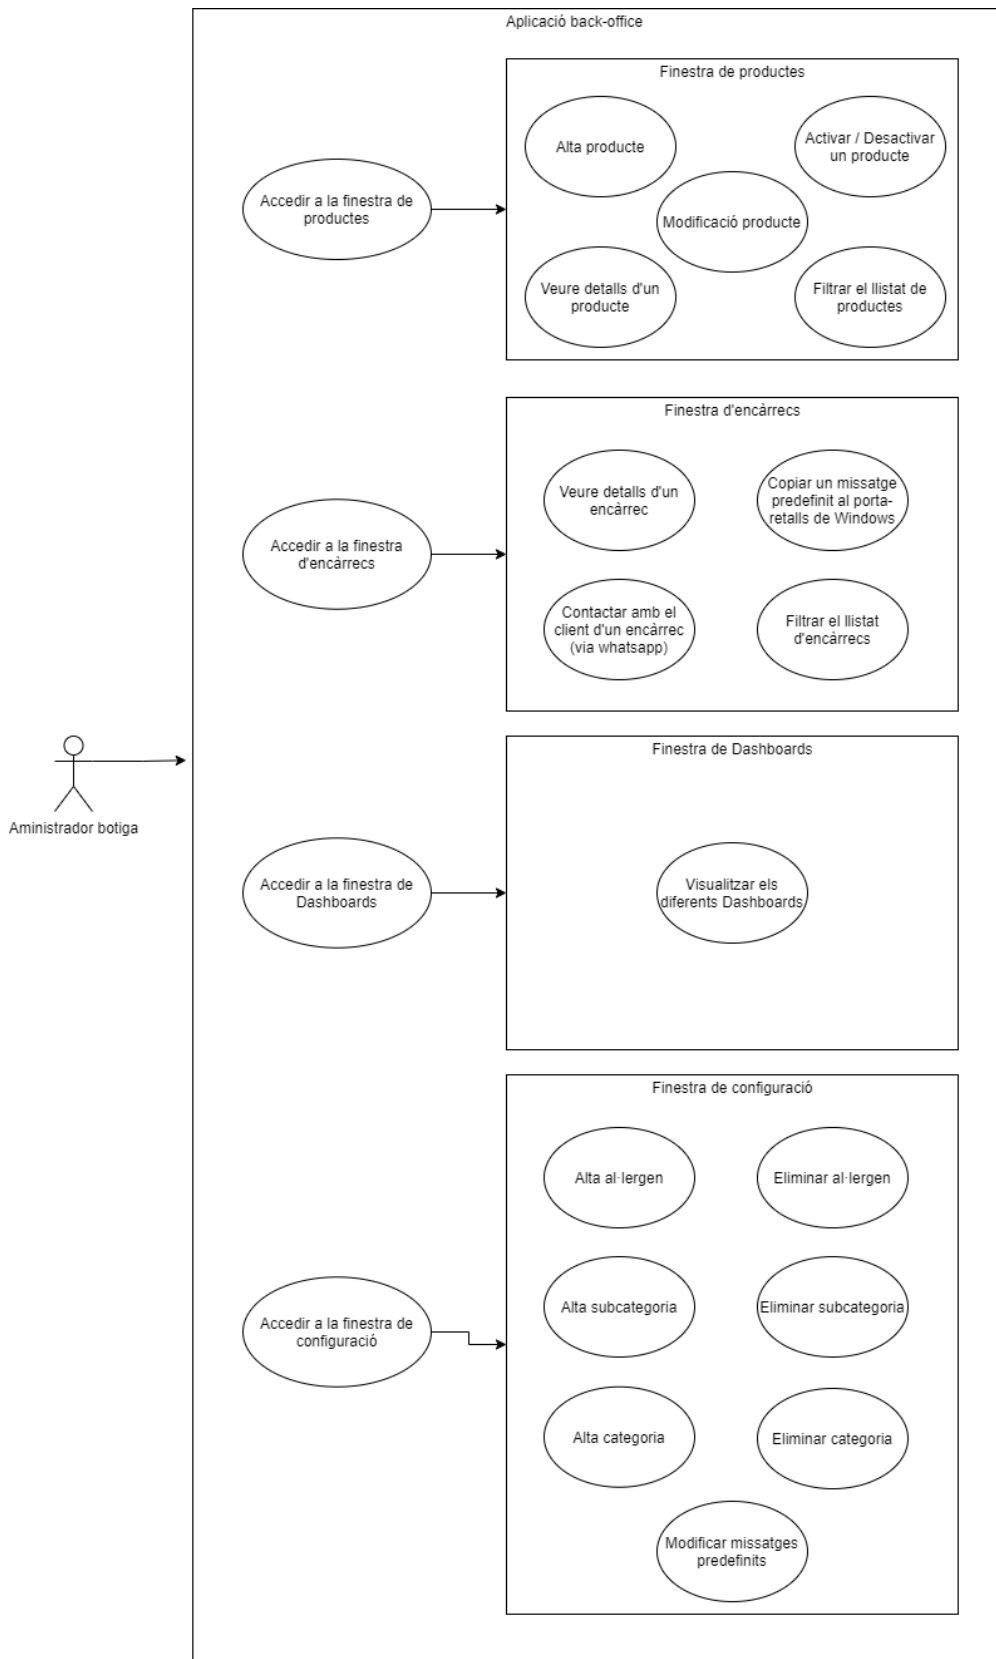 Aplicació back-office
Finestra de productes
Alta producte
Activar / Desactivar
un producte
Accedir a la finestra de
productes
Modificació producte
Veure detalls d'un
producte
Filtrar el llistat de
productes
Finestra d'encàrrecs
Veure detalls d'un
encàrrec
Copiar un missatge
predefinit al porta-
retalls de Windows
Accedir a la finestra
d'encàrrecs
Contactar amb el
client d'un encàrrec
(via whatsapp)
Filtrar el llistat
d'encàrrecs
Aministrador botiga
Finestra de Dashboards
Accedir a la finestra de
Dashboards
Visualitzar els
diferents Dashboards
Finestra de configuració
Alta al·lergen
Eliminar al·lergen
Accedir a la finestra de
configuració
Alta subcategoria
Eliminar subcategoria
Alta categoria
Eliminar categoria
Modificar missatges
predefinits